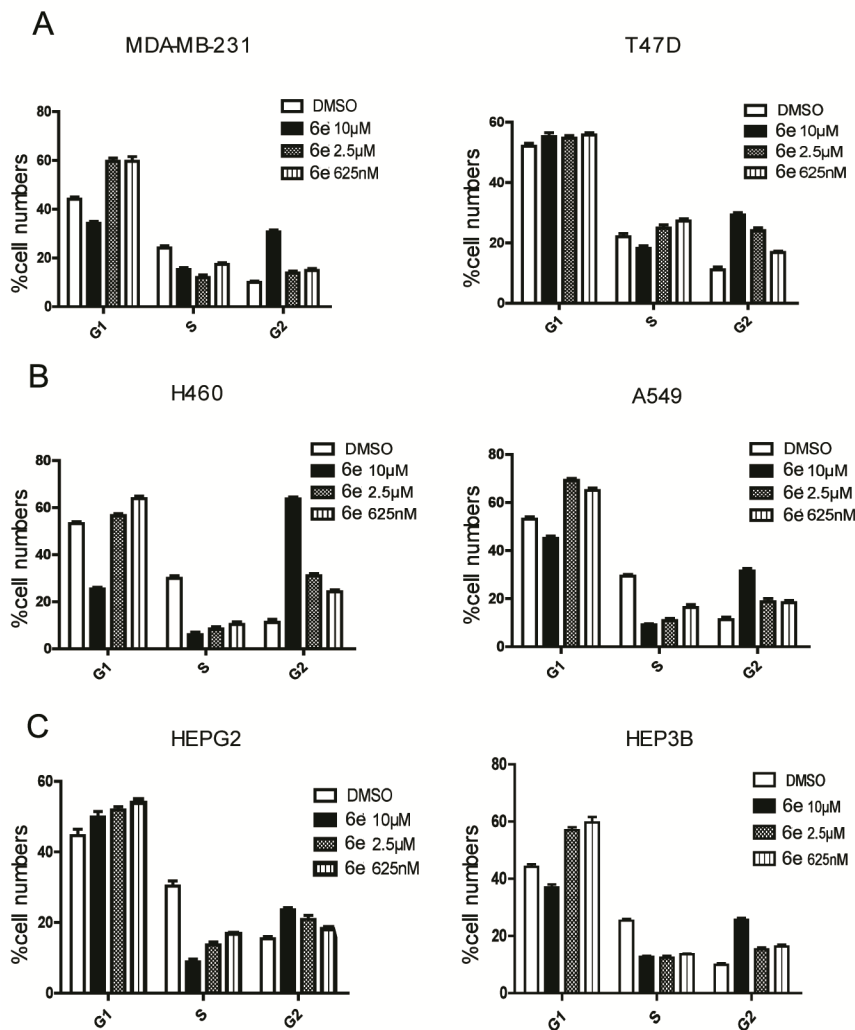 A
MDA-MB-231
T47D
80
60
40
20
0
%cell numbers
G1
S
G2
DMSO
6e 10μM
6e 2.5μM
6e 625nM
60
40
20
0
%cell numbers
G1
S
G2
DMSO
6e 10μM
6e 2.5μM
6e 625nM
B
H460
A549
80
60
40
20
0
%cell numbers
G1
S
G2
DMSO
6e 10μM
6e 2.5μM
6e 625nM
80
60
40
20
0
%cell numbers
G1
S
G2
DMSO
6e 10μM
6e 2.5μM
6e 625nM
C
HEPG2
HEP3B
60
40
20
0
%cell numbers
G1
S
G2
DMSO
6e 10μM
6e 2.5μM
6e 625nM
80
60
40
20
0
%cell numbers
G1
S
G2
DMSO
6e 10μM
6e 2.5μM
6e 625nM